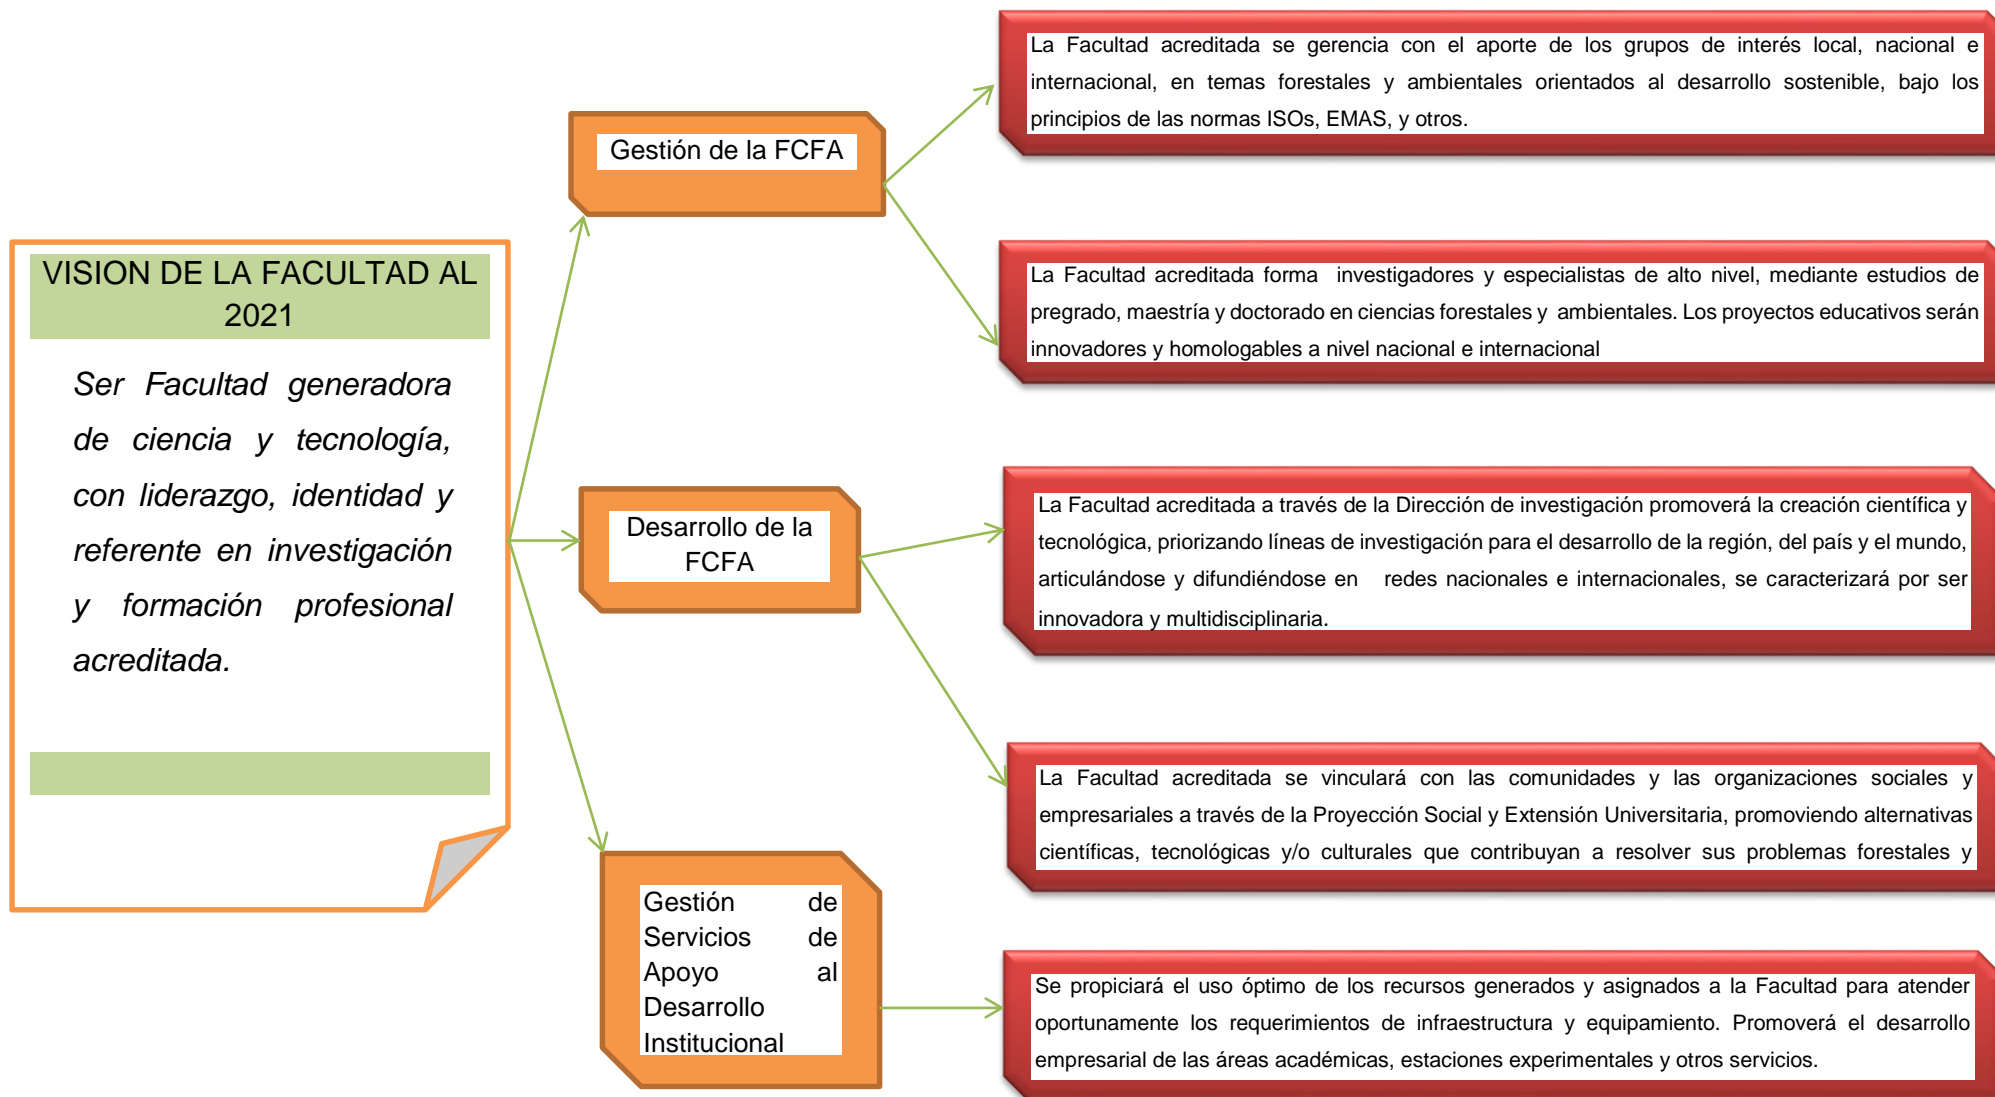 VISION DE LA FACULTAD AL
2021
Ser Facultad generadora
de ciencia y tecnología,
con liderazgo, identidad y
referente en investigación
y formación profesional
acreditada.
Gestión de la FCFA
La Facultad acreditada se gerencia con el aporte de los grupos de interés local, nacional e
internacional, en temas forestales y ambientales orientados al desarrollo sostenible, bajo los
principios de las normas ISOs, EMAS, y otros.
La Facultad acreditada forma investigadores y especialistas de alto nivel, mediante estudios de
pregrado, maestría y doctorado en ciencias forestales y ambientales. Los proyectos educativos serán
innovadores y homologables a nivel nacional e internacional
Desarrollo de la
FCFA
La Facultad acreditada a través de la Dirección de investigación promoverá la creación científica y
tecnológica, priorizando líneas de investigación para el desarrollo de la región, del país y el mundo,
articulándose y difundiéndose en redes nacionales e internacionales, se caracterizará por ser
innovadora y multidisciplinaria.
La Facultad acreditada se vinculará con las comunidades y las organizaciones sociales y
empresariales a través de la Proyección Social y Extensión Universitaria, promoviendo alternativas
científicas, tecnológicas y/o culturales que contribuyan a resolver sus problemas forestales y
Gestión de
Servicios de
Apoyo al
Desarrollo
Institucional
Se propiciará el uso óptimo de los recursos generados y asignados a la Facultad para atender
oportunamente los requerimientos de infraestructura y equipamiento. Promoverá el desarrollo
empresarial de las áreas académicas, estaciones experimentales y otros servicios.